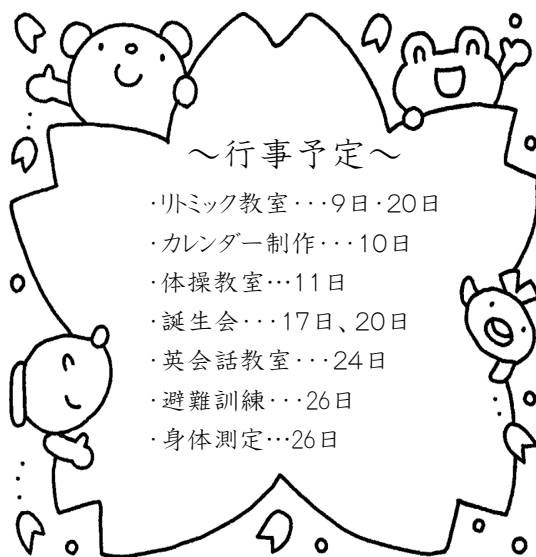 ～行事予定～
・リトミック教室・・・9日・20日
・カレンダー制作・・・10日
・体操教室…11日
・誕生会・・・17日、20日
・英会話教室・・・24日
・避難訓練・・・26日
・身体測定…26日